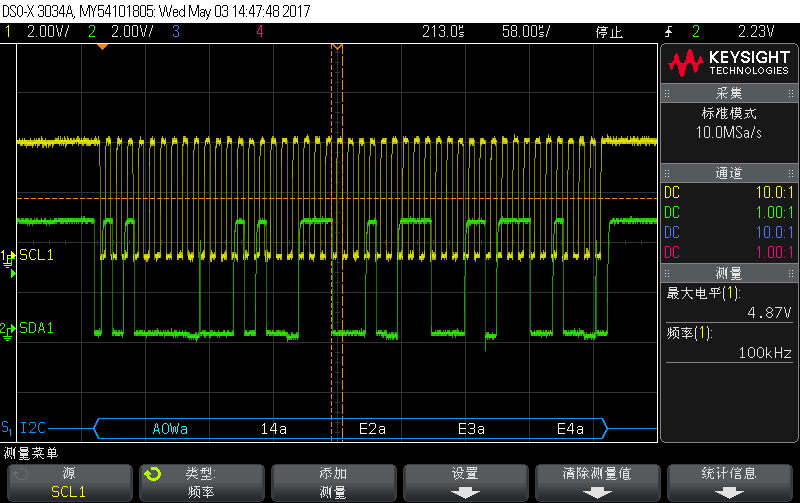 DSO-X 3034A, MY54101805: Wed May 03 14:47:48 2017
1 2.00V/ 2 2.00V/ 3 4 213.0ˢ 58.00ˢ/ 停止 2 2.23V
KEYSIGHT
TECHNOLOGIES
采集
标准模式
10.0MSa/s
通道
DC 10.0:1
DC 1.00:1
DC 10.0:1
DC 1.00:1
测量
最大电平(1):
4.87V
频率(1):
100kHz
1 SCL1
2 SDA1
S1 I2C A0Wa 14a E2a E3a E4a
测量菜单
源
SCL1
类型:
频率
添加
测量
设置
清除测量值
统计信息